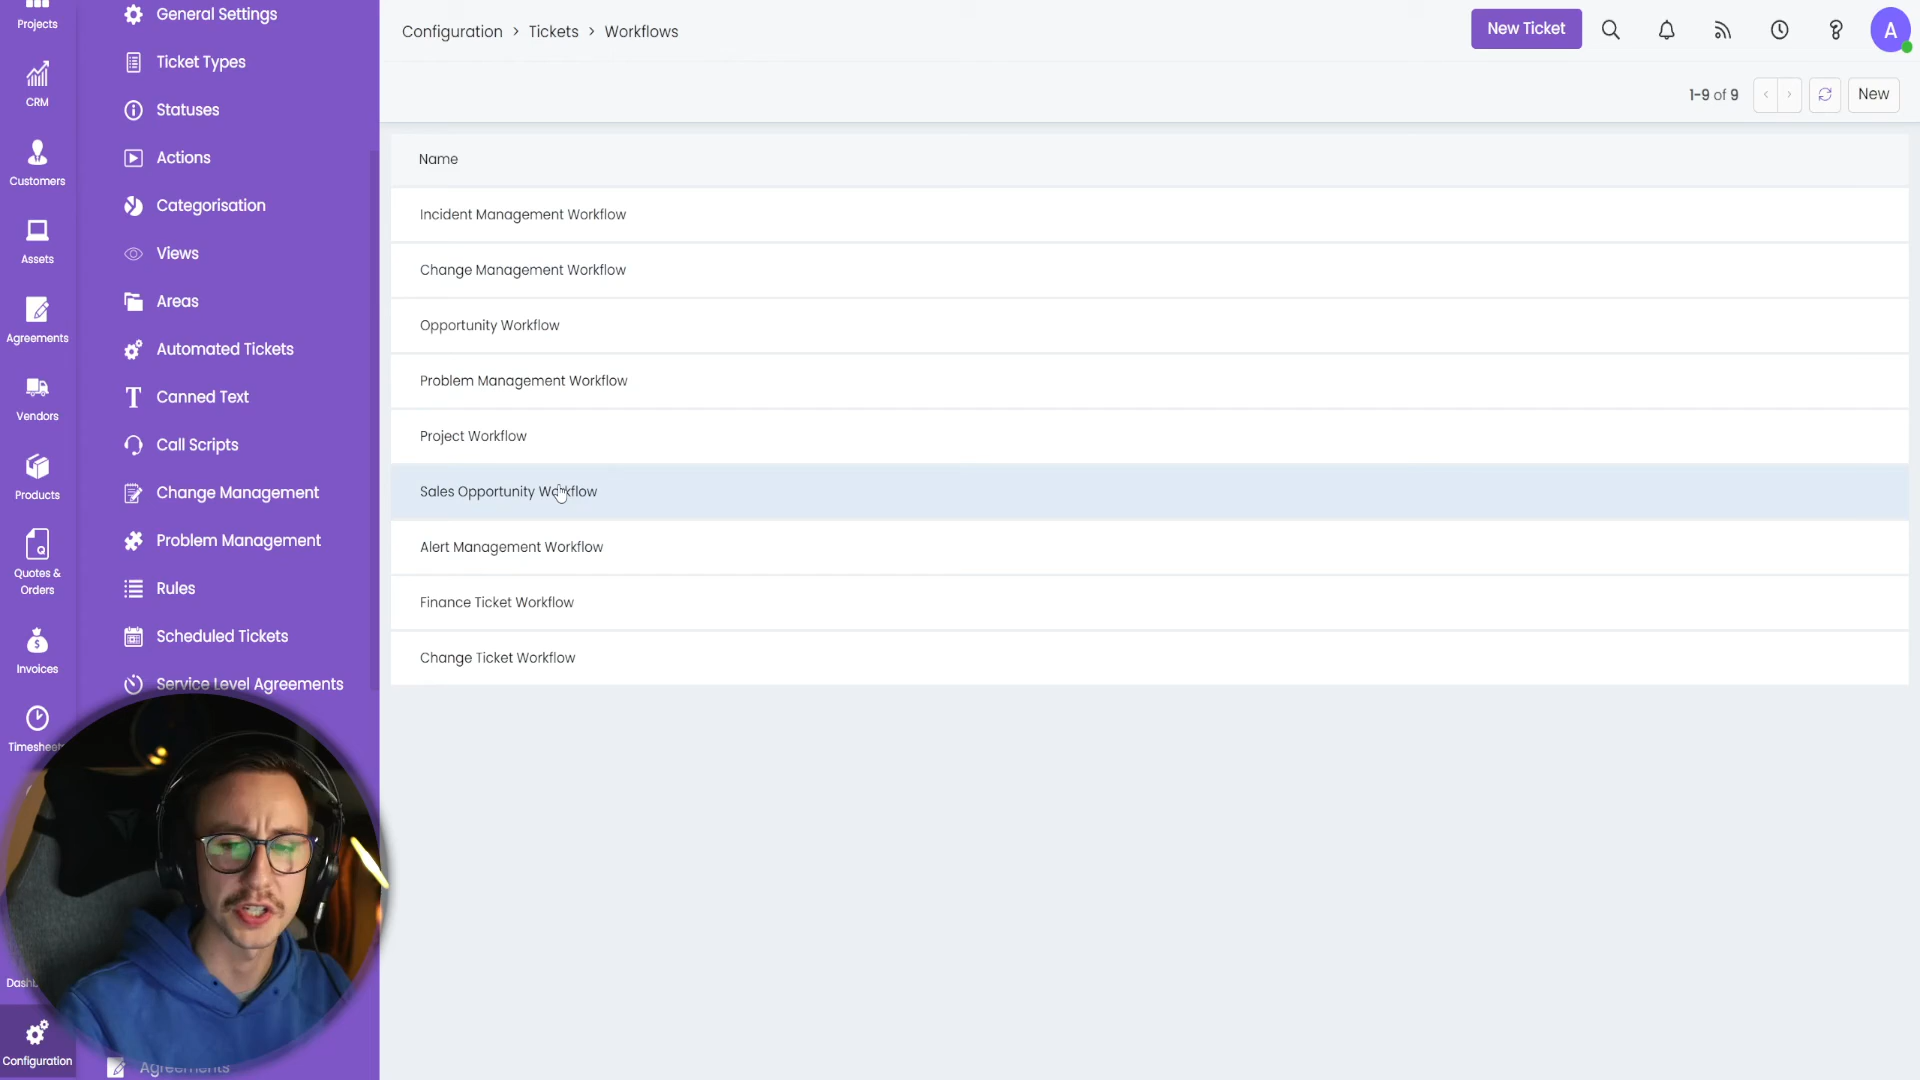 Projects
CRM
Customers
Assets
Agreements
Vendors
Products
Quotes &
Orders
Invoices
Configuration
General Settings
Ticket Types
Statuses
Actions
Categorisation
Views
Areas
Automated Tickets
Canned Text
Call Scripts
Change Management
Problem Management
Rules
Scheduled Tickets
Service Level Agreements
Agreements
Configuration > Tickets > Workflows
New Ticket
A
1-9 of 9
New
Name
Incident Management Workflow
Change Management Workflow
Opportunity Workflow
Problem Management Workflow
Project Workflow
Sales Opportunity Workflow
Alert Management Workflow
Finance Ticket Workflow
Change Ticket Workflow